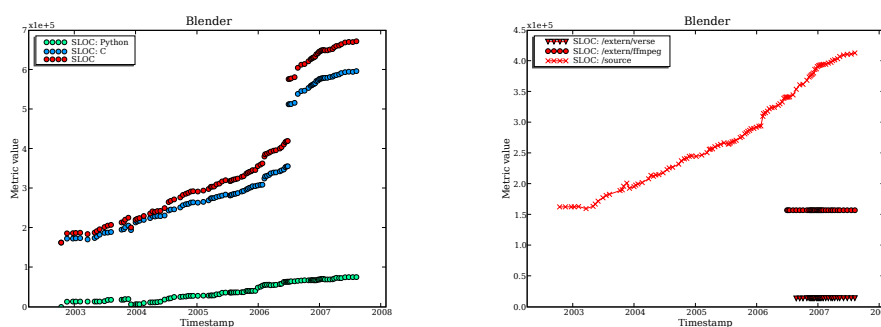 Blender
x1e+5
SLOC: Python
SLOC: C
SLOC
Metric value
7
6
5
4
3
2
1
0
2003 2004 2005 2006 2007 2008
Timestamp
Blender
x1e+5
SLOC: /extern/verse
SLOC: /extern/ffmpeg
SLOC: /source
Metric value
4.5
4.0
3.5
3.0
2.5
2.0
1.5
1.0
0.5
0.0
2003 2004 2005 2006 2007
Timestamp